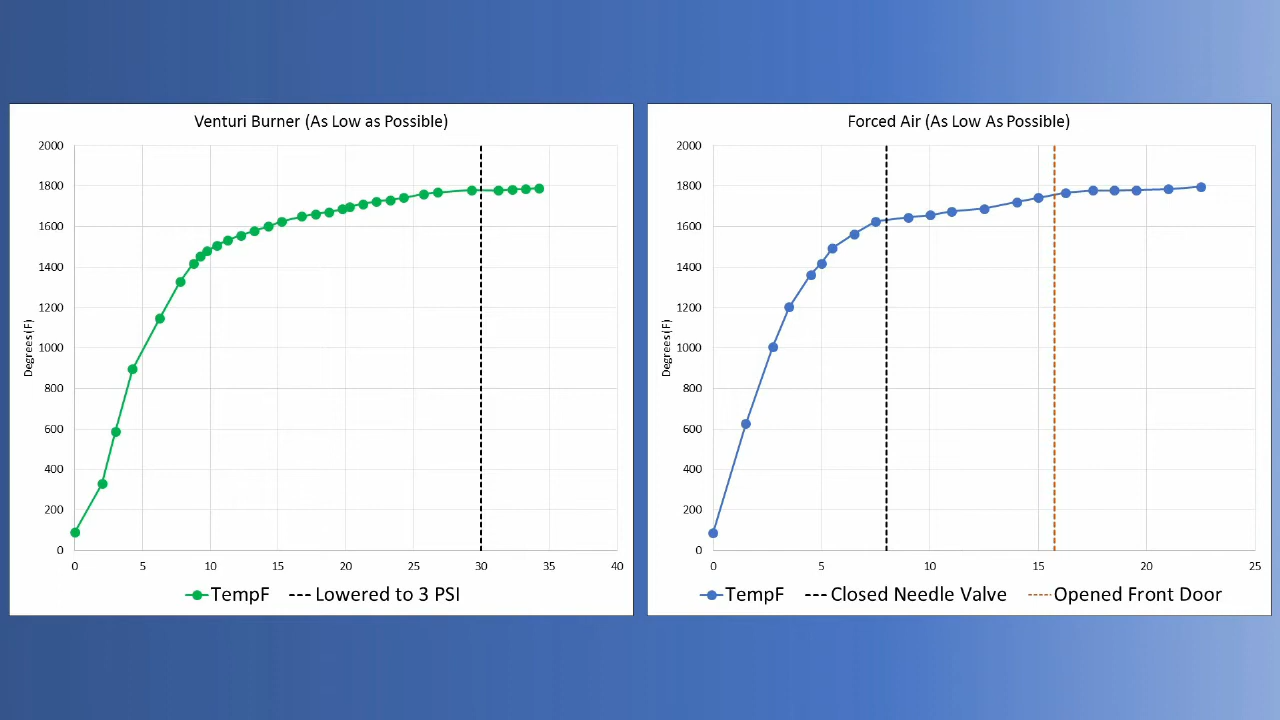 Venturi Burner (As Low as Possible)
2000
1800
1600
1400
1200
1000
800
600
400
200
0
Degrees(F)
0 5 10 15 20 25 30 35 40
TempF Lowered to 3 PSI
Forced Air (As Low As Possible)
2000
1800
1600
1400
1200
1000
800
600
400
200
0
Degrees(F)
0 5 10 15 20 25
TempF Closed Needle Valve Opened Front Door